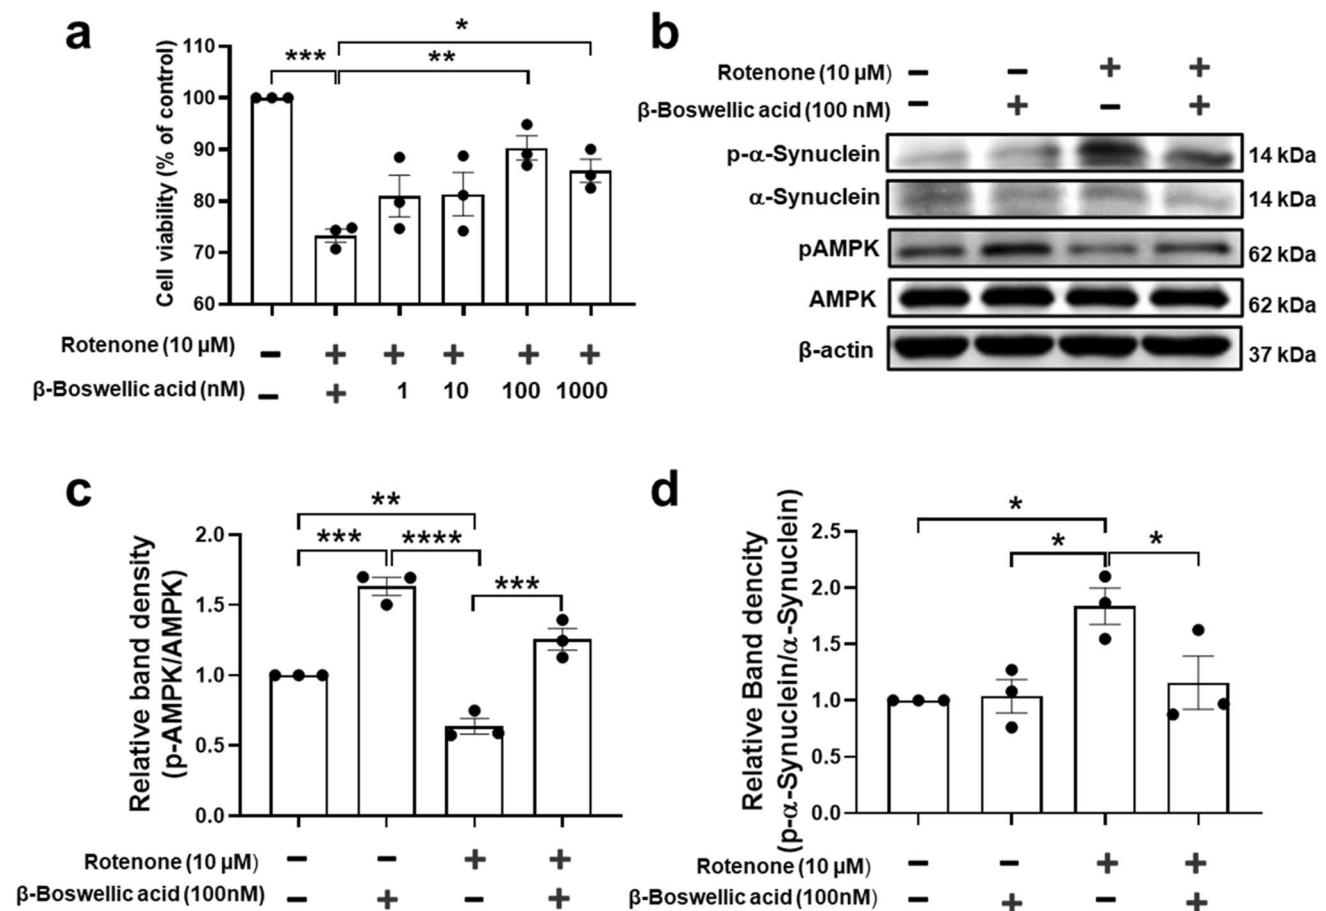 a
*
***
**
Cell viability (% of control)
110
100
90
80
70
60
Rotenone (10 μM) − + + + + +
β-Boswellic acid (nM) − + 1 10 100 1000
b
Rotenone (10 μM) − − + +
β-Boswellic acid (100 nM) − + − +
p-α-Synuclein 14 kDa
α-Synuclein 14 kDa
pAMPK 62 kDa
AMPK 62 kDa
β-actin 37 kDa
c
**
*** ****
***
Relative band density
(p-AMPK/AMPK)
2.0
1.5
1.0
0.5
0.0
Rotenone (10 μM) − − + +
β-Boswellic acid (100nM) − + − +
d
*
* *
Relative Band dencity
(p-α-Synuclein/α-Synuclein)
2.5
2.0
1.5
1.0
0.5
0.0
Rotenone (10 μM) − − + +
β-Boswellic acid (100nM) − + − +